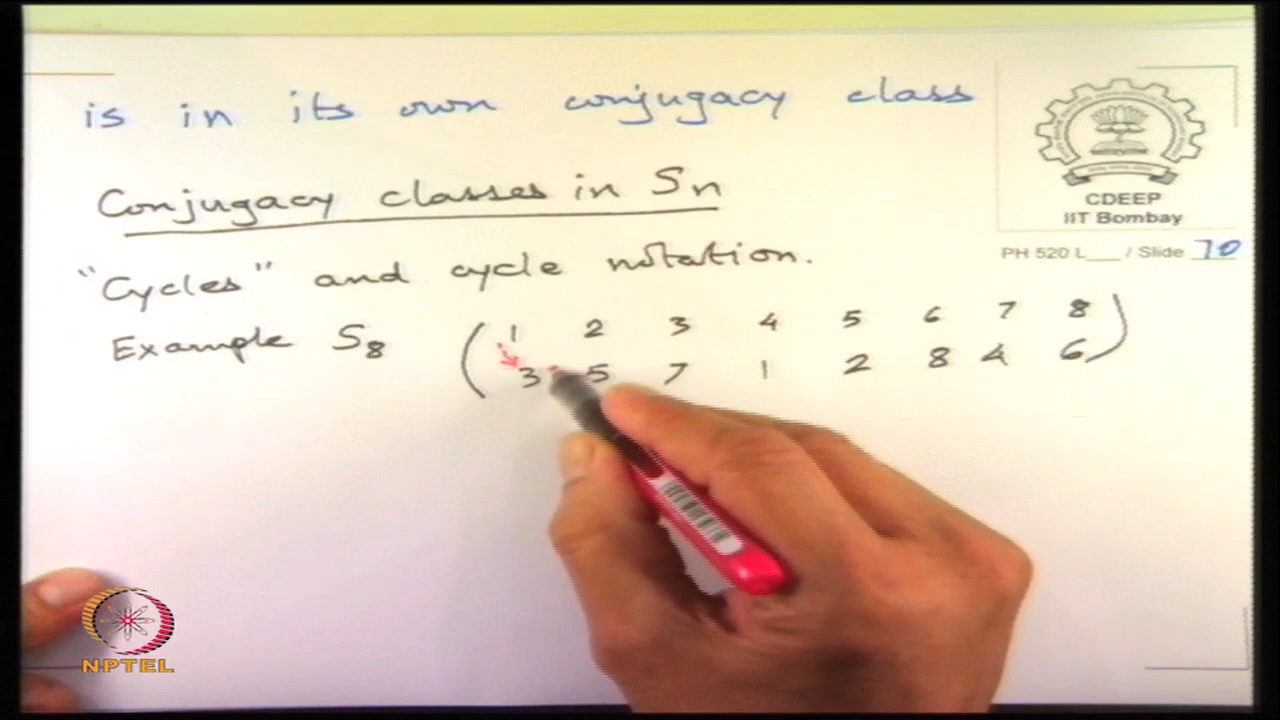 is in its own conjugacy class
Conjugacy classes in Sn
"Cycles" and cycle notation.
Example S8 ( 1 2 3 4 5 6 7 8 )
3 5 7 1 2 8 4 6
CDEEP
IIT Bombay
PH 520 L___ / Slide 10
NPTEL